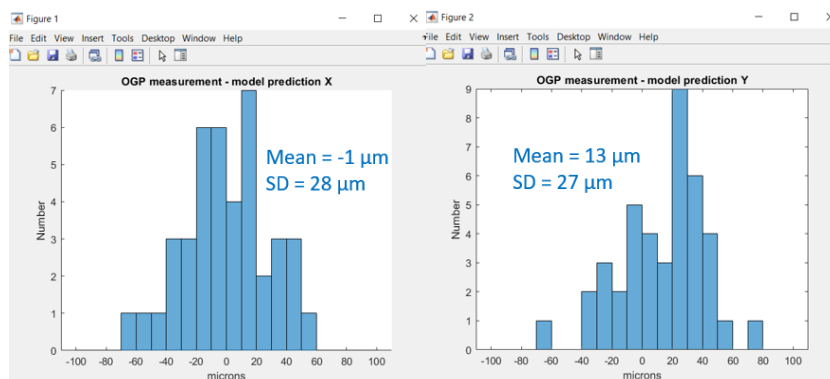 Figure 1
File Edit View Insert Tools Desktop Window Help
OGP measurement - model prediction X
7
6
5
4
3
2
1
0
Number
Mean = -1 μm
SD = 28 μm
-100 -80 -60 -40 -20 0 20 40 60 80 100
microns
Figure 2
File Edit View Insert Tools Desktop Window Help
OGP measurement - model prediction Y
9
8
7
6
5
4
3
2
1
0
Number
Mean = 13 μm
SD = 27 μm
-100 -80 -60 -40 -20 0 20 40 60 80 100
microns